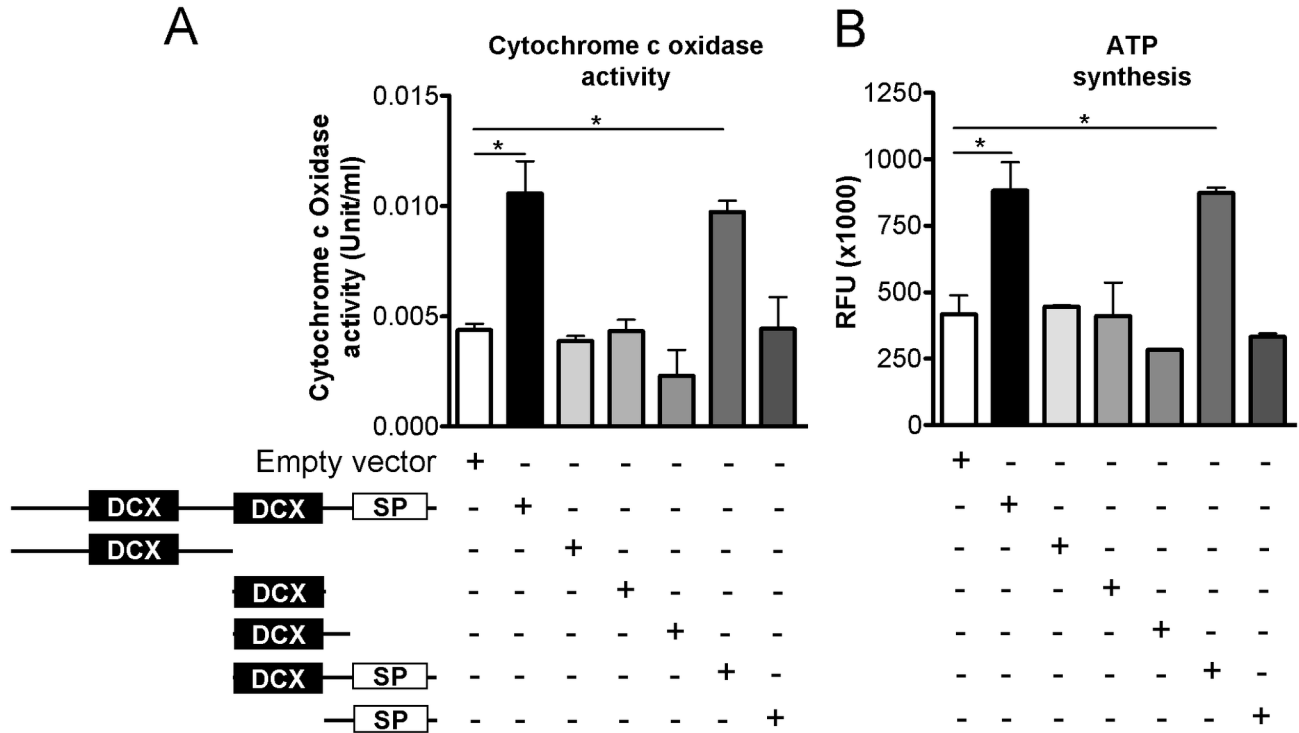 A
Cytochrome c oxidase
activity
Cytochrome c Oxidase
activity (Unit/ml)
0.015
0.010
0.005
0.000
*
*
B
ATP
synthesis
RFU (x1000)
1250
1000
750
500
250
0
*
*
Empty vector + - - - - - - + - - - - - -
DCX DCX SP - + - - - - - - + - - - - -
DCX - - + - - - - - - + - - - -
DCX - - - + - - - - - - + - - -
DCX - - - - + - - - - - - + - -
DCX SP - - - - - + - - - - - - + -
SP - - - - - - + - - - - - - +